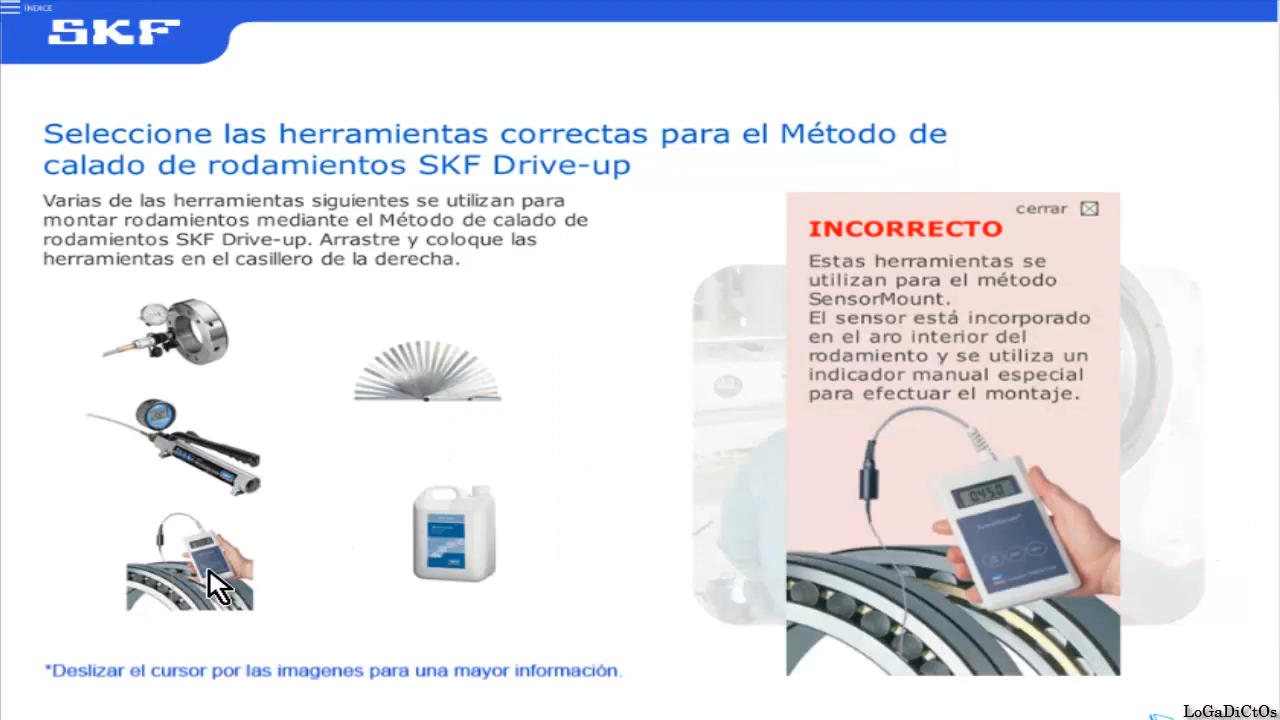 ÍNDICE
SKF
Seleccione las herramientas correctas para el Método de
calado de rodamientos SKF Drive-up
Varias de las herramientas siguientes se utilizan para
montar rodamientos mediante el Método de calado de
rodamientos SKF Drive-up. Arrastre y coloque las
herramientas en el casillero de la derecha.
cerrar
INCORRECTO
Estas herramientas se
utilizan para el método
SensorMount.
El sensor está incorporado
en el aro interior del
rodamiento y se utiliza un
indicador manual especial
para efectuar el montaje.
0450
*Deslizar el cursor por las imagenes para una mayor información.
LoGaDiCtOs